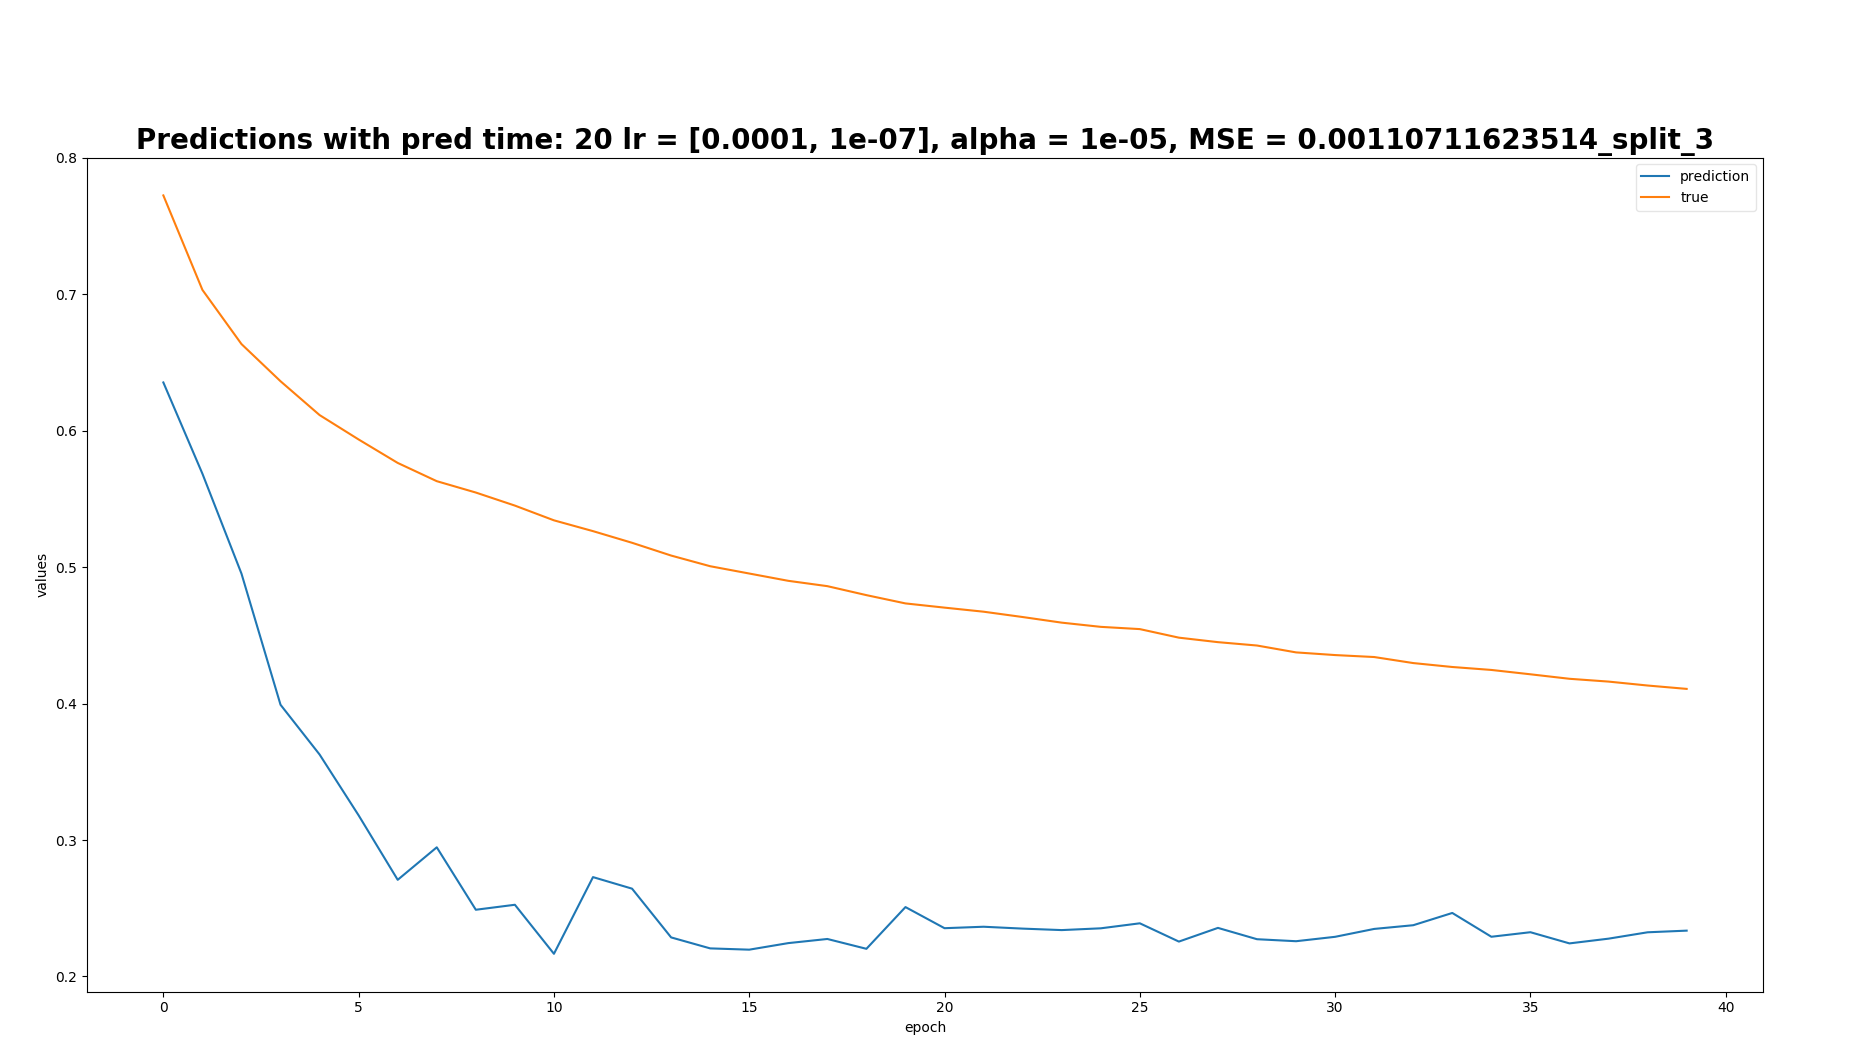 Predictions with pred time: 20 lr = [0.0001, 1e-07], alpha = 1e-05, MSE = 0.00110711623514_split_3
prediction
true
0.8
0.7
0.6
0.5
0.4
0.3
0.2
values
0 5 10 15 20 25 30 35 40
epoch